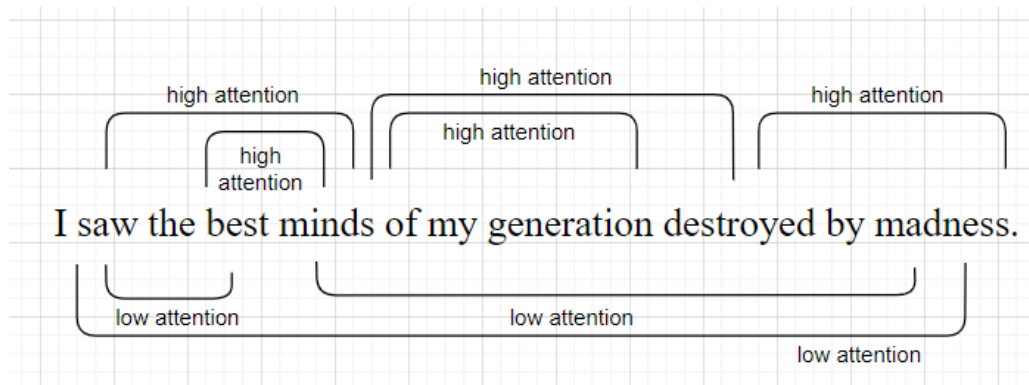 high attention
high attention
high attention
high attention
high
attention
I saw the best minds of my generation destroyed by madness.
low attention
low attention
low attention